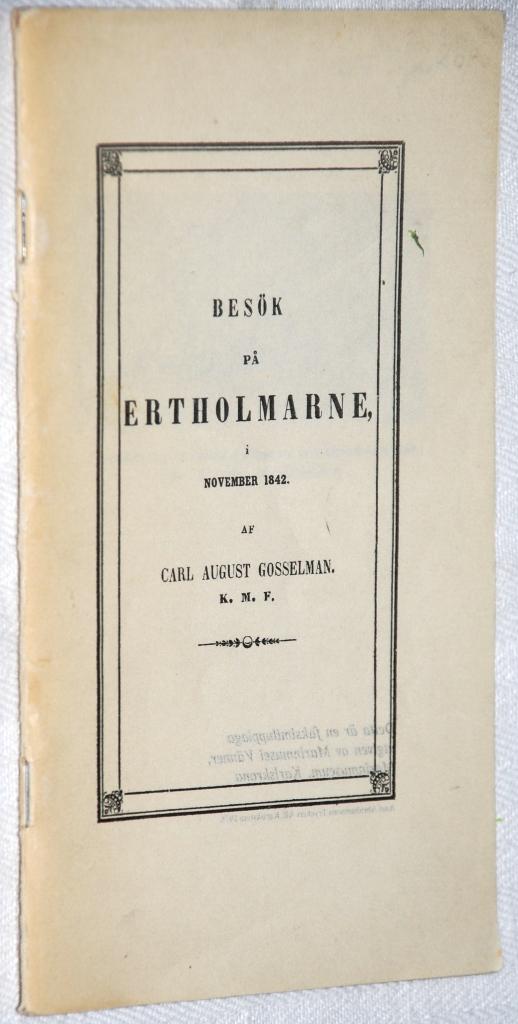 BESÖK
PÅ
ERTHOLMARNE,
i
NOVEMBER 1842.
AF
CARL AUGUST GOSSELMAN.
K. M. F.
Detta är en faksimilupplaga
utgiven av Marinmusei Vänner,
Marinmuseum, Karlskrona